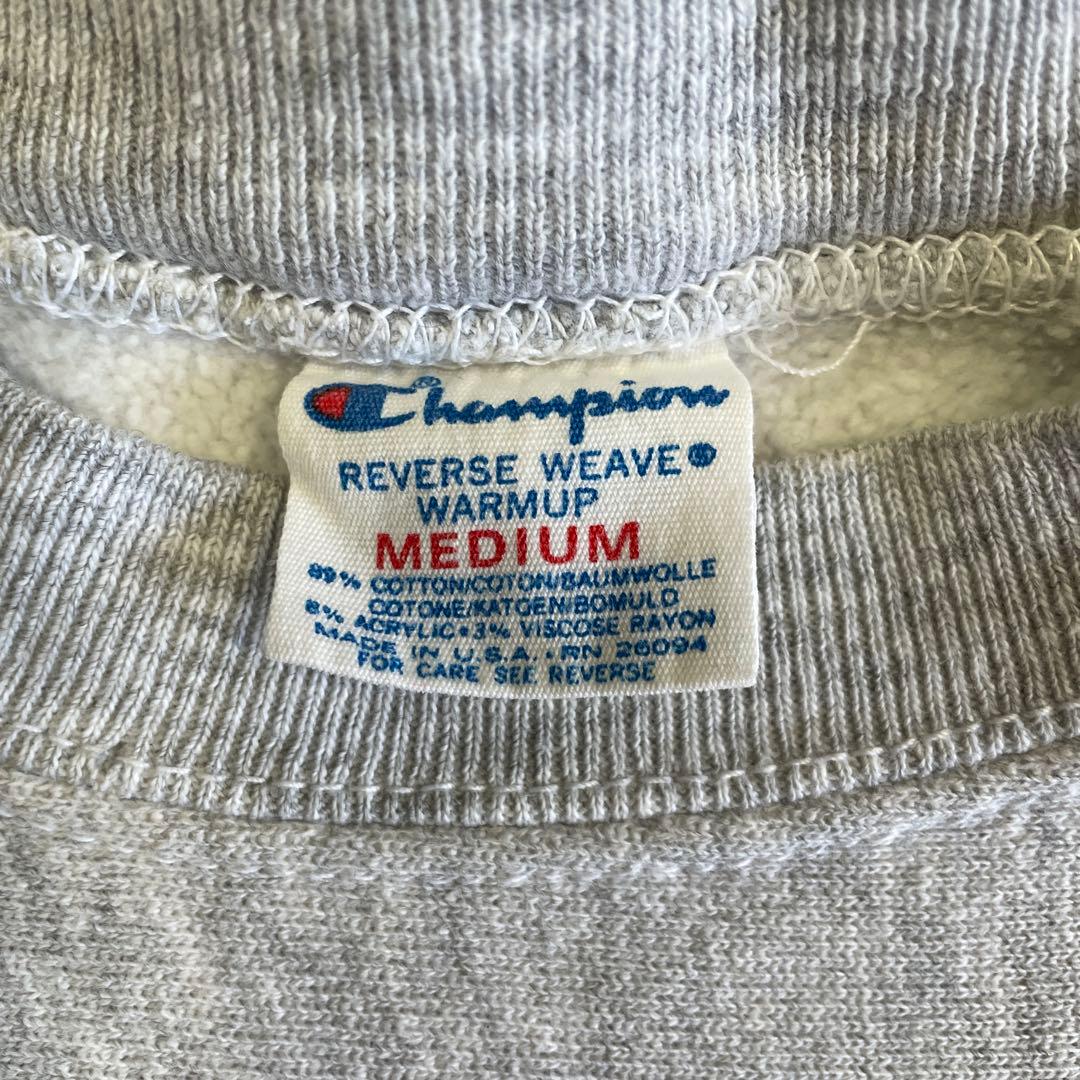 Champion®
REVERSE WEAVE®
WARMUP
MEDIUM
89% COTTON/COTON/BAUMWOLLE
COTONE/KATOEN/BOMULD
8% ACRYLIC•3% VISCOSE RAYON
MADE IN U.S.A. • RN 26094
FOR CARE SEE REVERSE